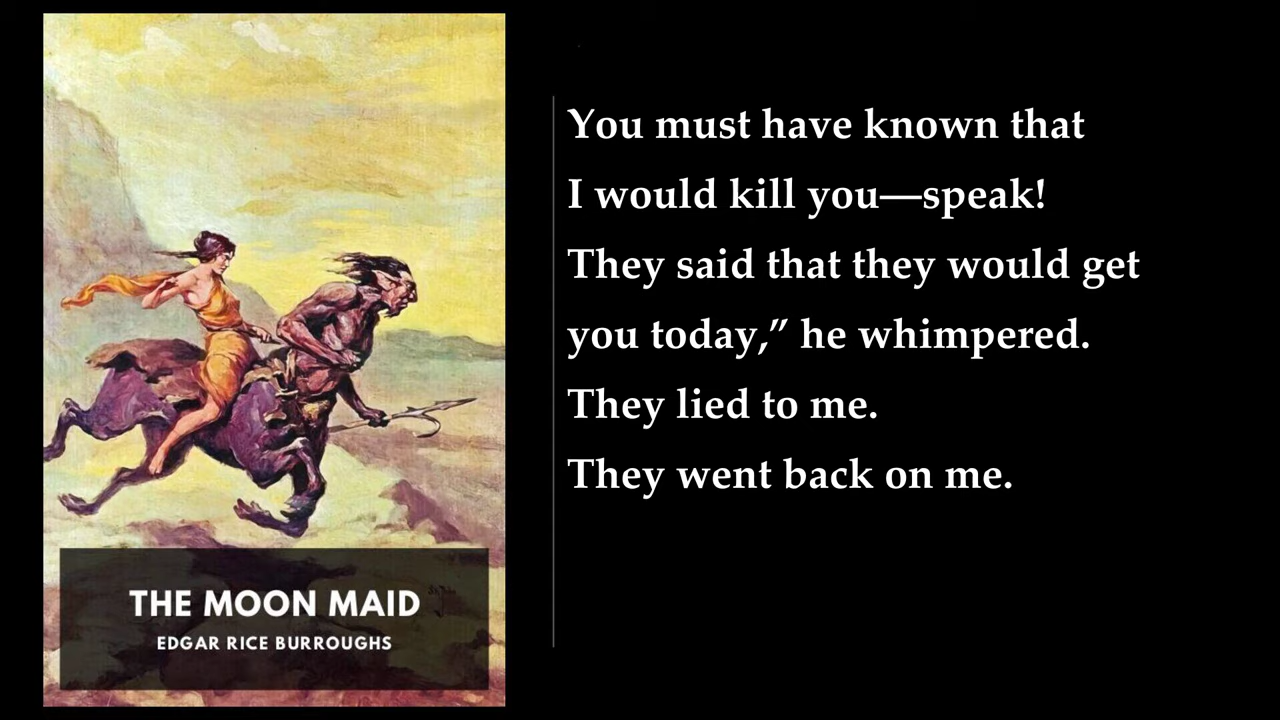 THE MOON MAID
EDGAR RICE BURROUGHS
You must have known that
I would kill you—speak!
They said that they would get
you today,” he whimpered.
They lied to me.
They went back on me.